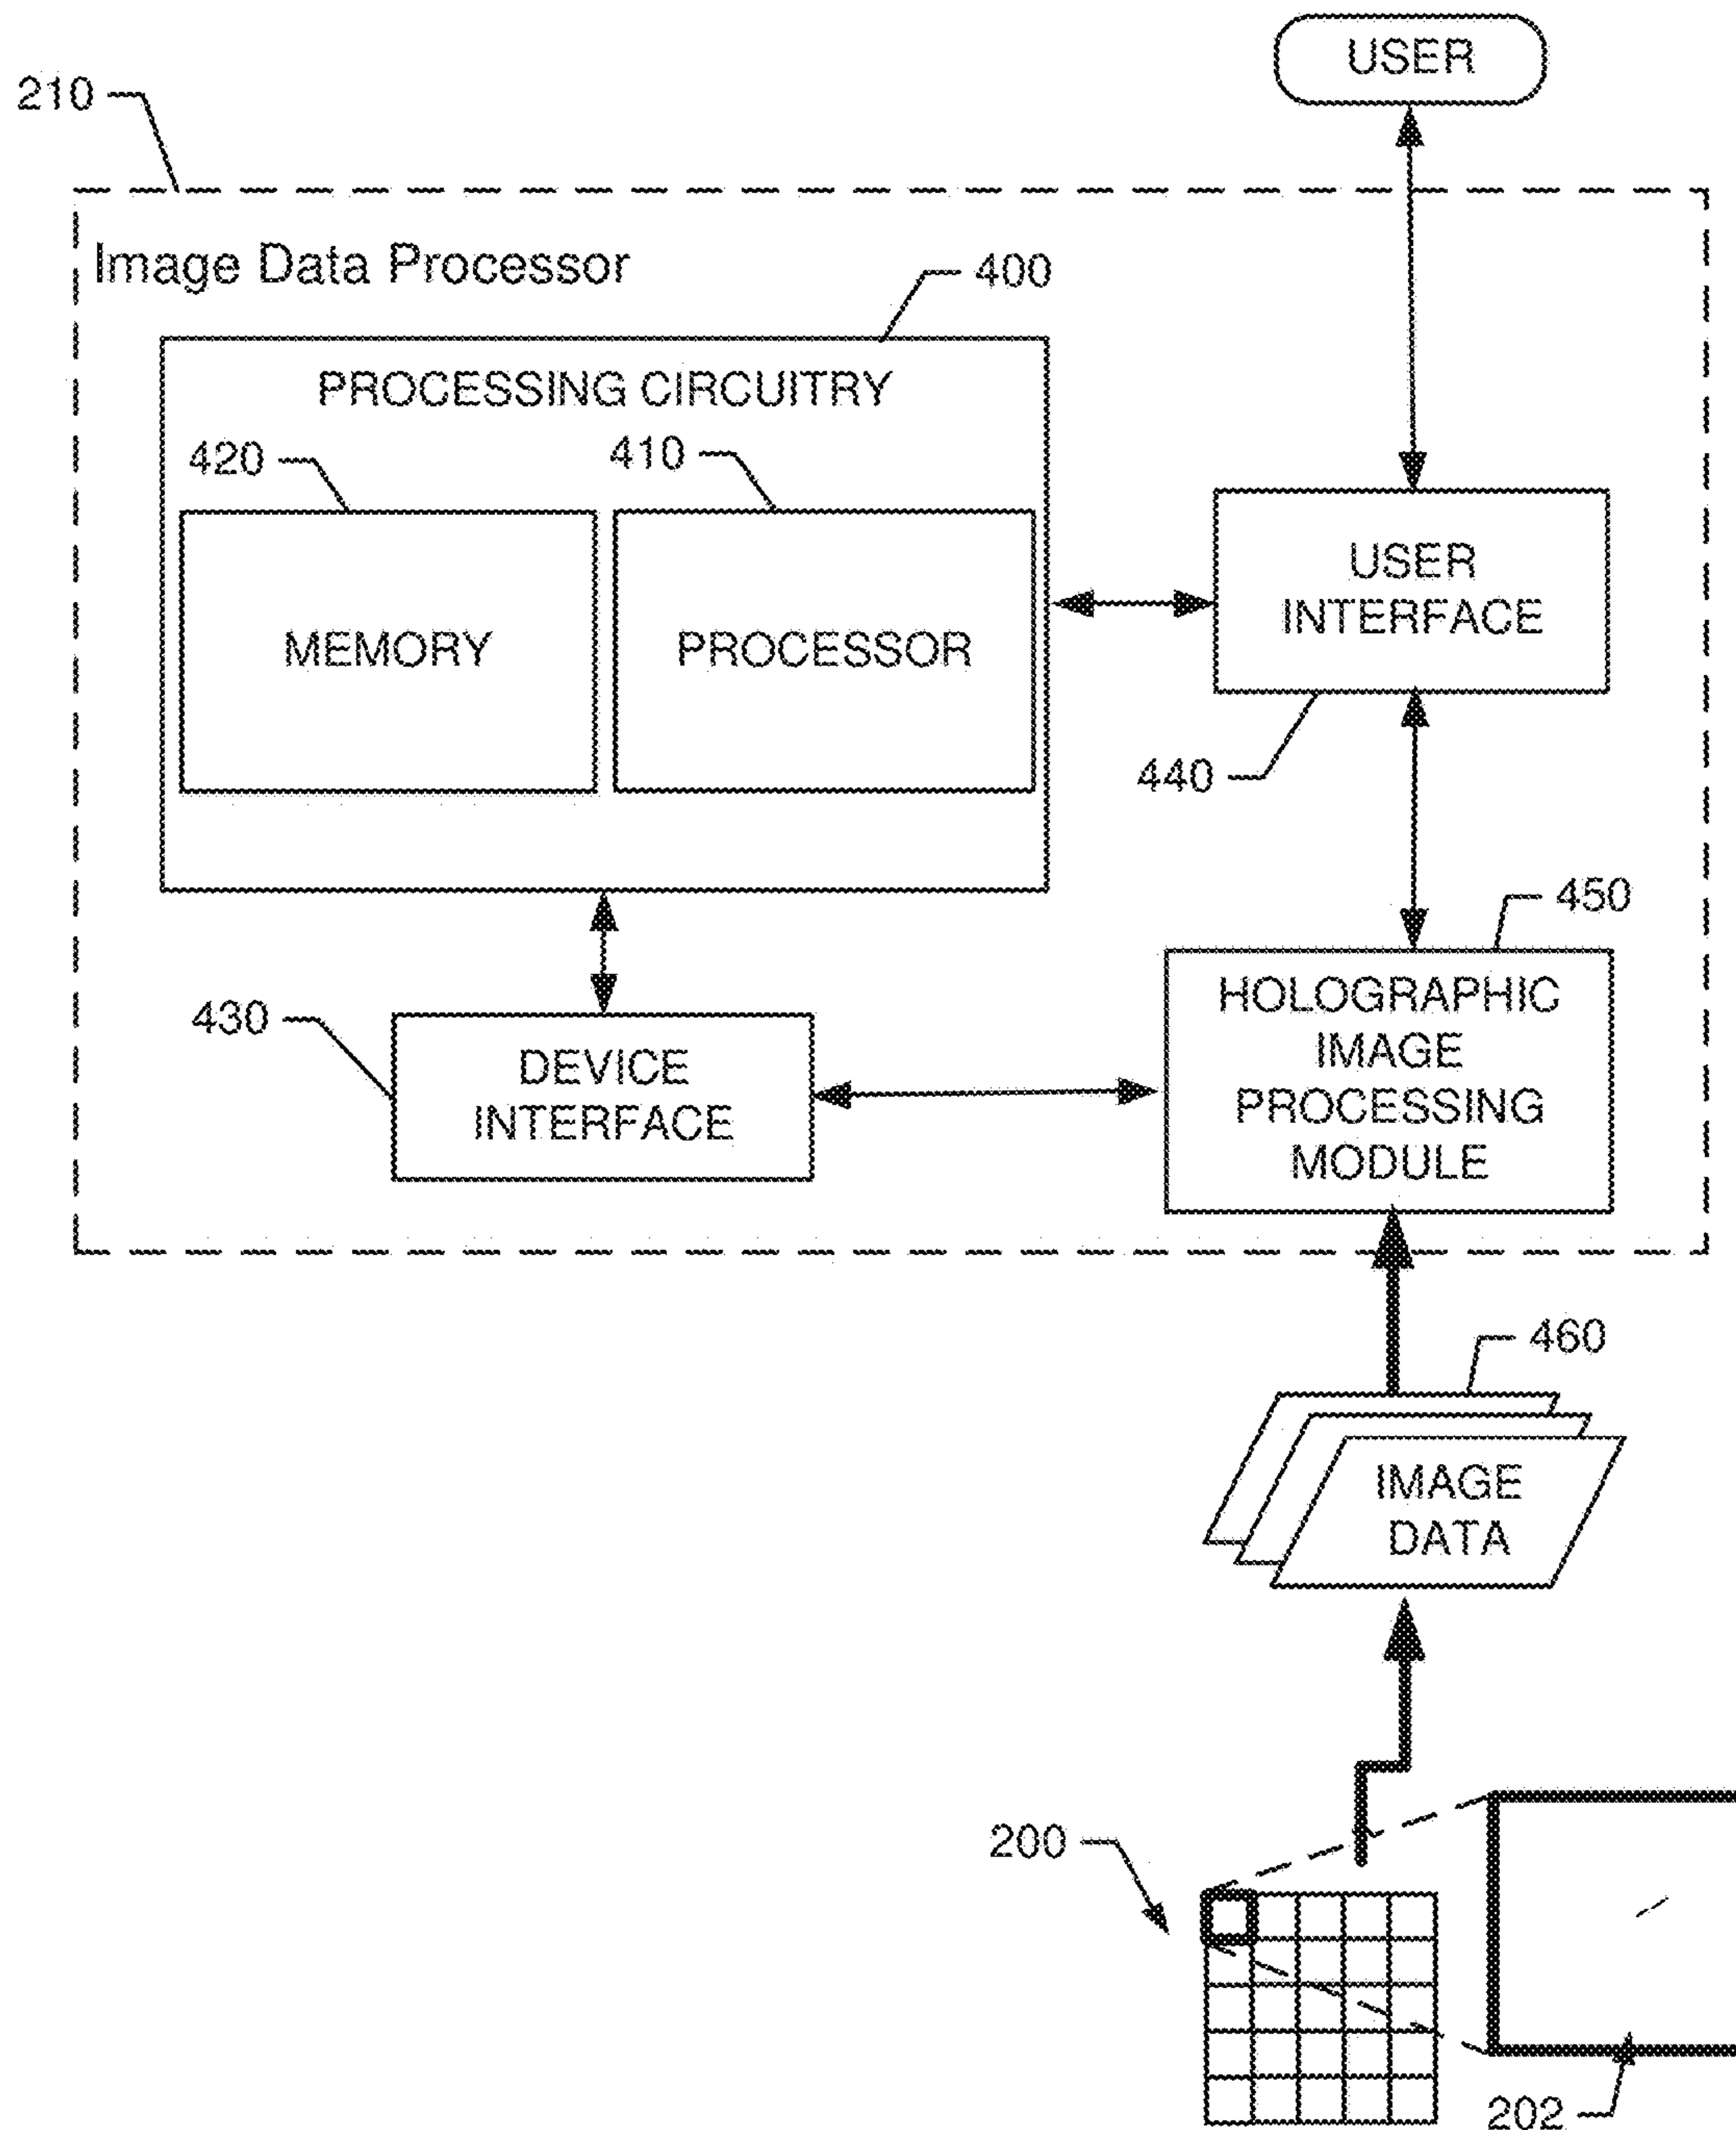 USER
210
Image Data Processor
400
PROCESSING CIRCUITRY
420
410
MEMORY
PROCESSOR
USER
INTERFACE
440
450
430
DEVICE
INTERFACE
HOLOGRAPHIC
IMAGE
PROCESSING
MODULE
460
IMAGE
DATA
200
202